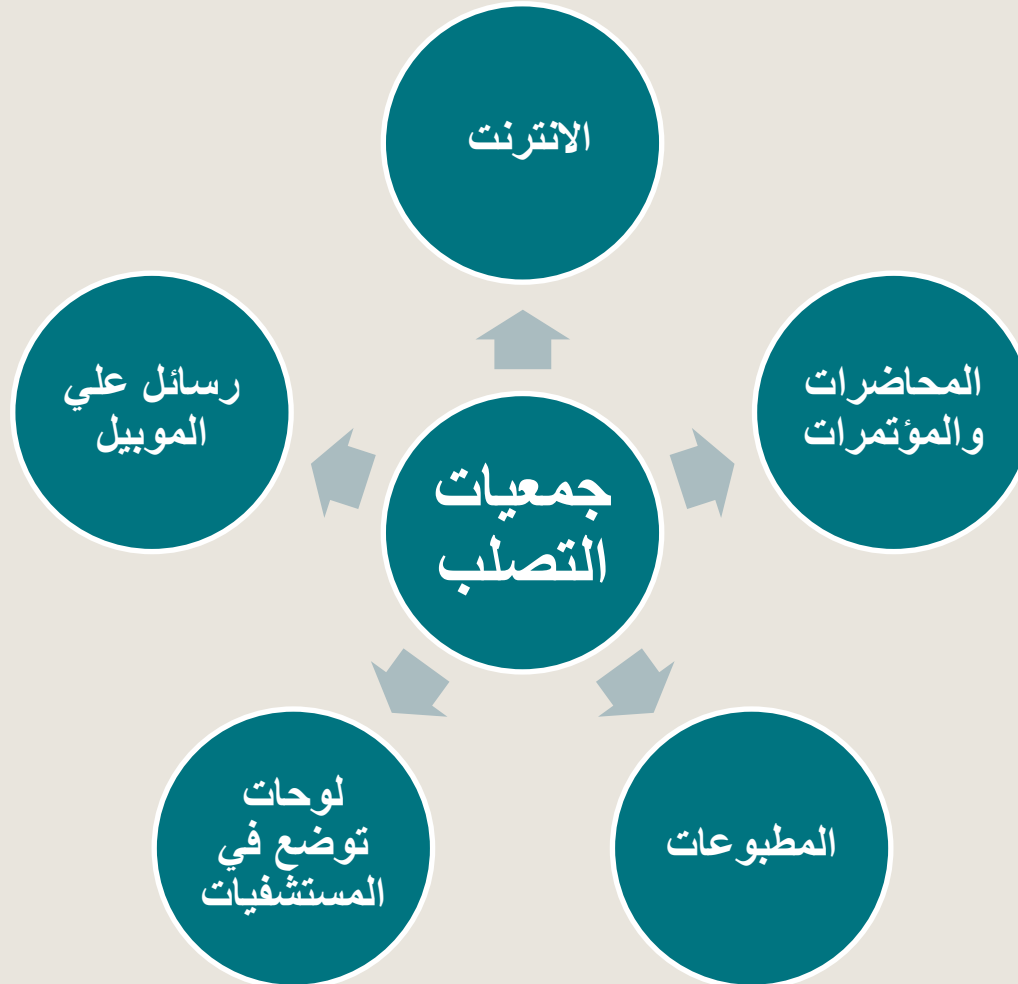 الانترنت
المحاضرات
والمؤتمرات
رسائل علي
الموبيل
جمعيات
التصلب
المطبوعات
لوحات
توضع في
المستشفيات